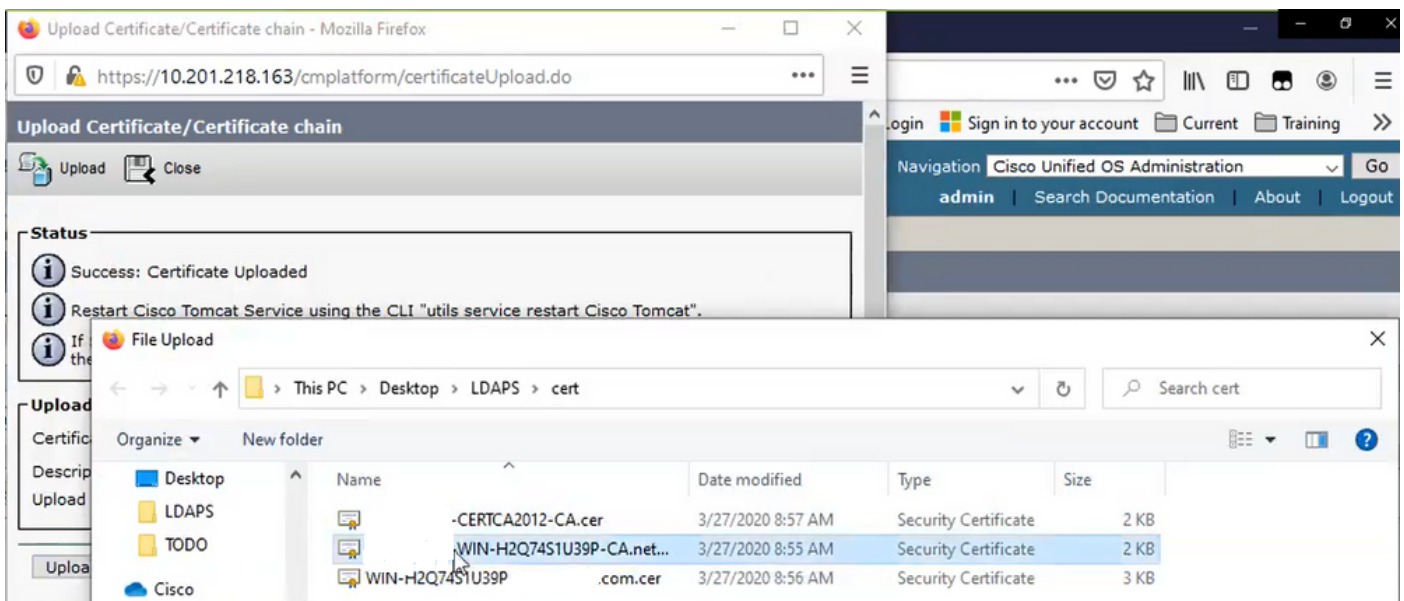 Upload Certificate/Certificate chain - Mozilla Firefox
https://10.201.218.163/cmplatform/certificateUpload.do
Upload Certificate/Certificate chain
Upload Close
Status
Success: Certificate Uploaded
Restart Cisco Tomcat Service using the CLI "utils service restart Cisco Tomcat".
If
the
Upload
Certific
Descrip
Upload
Uploa
Login Sign in to your account Current Training
Navigation Cisco Unified OS Administration Go
admin | Search Documentation | About | Logout
File Upload
This PC > Desktop > LDAPS > cert
Search cert
Organize New folder
Desktop
LDAPS
TODO
Cisco
Name Date modified Type Size
-CERTCA2012-CA.cer 3/27/2020 8:57 AM Security Certificate 2 KB
WIN-H2Q74S1U39P-CA.net... 3/27/2020 8:55 AM Security Certificate 2 KB
WIN-H2Q74S1U39P .com.cer 3/27/2020 8:56 AM Security Certificate 3 KB